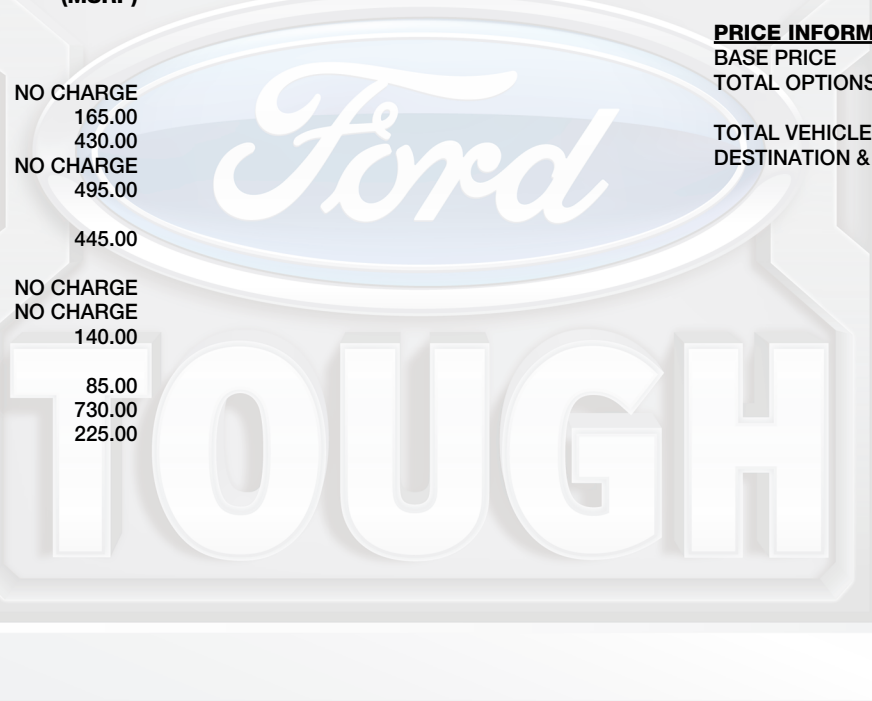 (MSRP)
NO CHARGE
165.00
430.00
NO CHARGE
495.00
445.00
NO CHARGE
NO CHARGE
140.00
85.00
730.00
225.00
PRICE INFORM
BASE PRICE
TOTAL OPTIONS
TOTAL VEHICLE
DESTINATION &
Ford
TOUGH